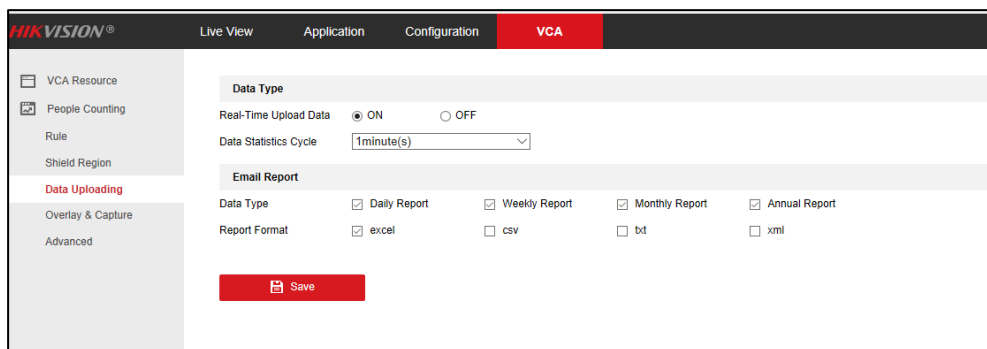 HIKVISION® Live View Application Configuration VCA
VCA Resource
People Counting
Rule
Shield Region
Data Uploading
Overlay & Capture
Advanced
Data Type
Real-Time Upload Data ON OFF
Data Statistics Cycle 1minute(s)
Email Report
Data Type Daily Report Weekly Report Monthly Report Annual Report
Report Format excel csv txt xml
Save